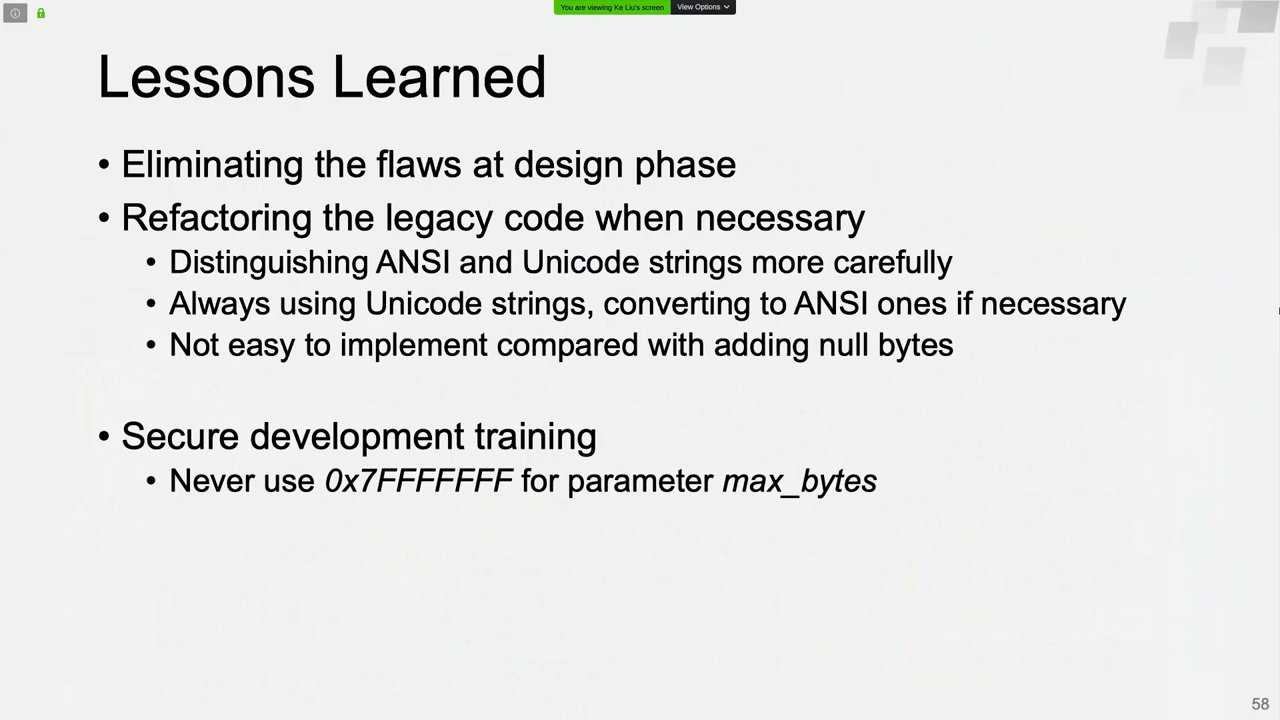 You are viewing Ke Liu's screen View Options
Lessons Learned
• Eliminating the flaws at design phase
• Refactoring the legacy code when necessary
• Distinguishing ANSI and Unicode strings more carefully
• Always using Unicode strings, converting to ANSI ones if necessary
• Not easy to implement compared with adding null bytes
• Secure development training
• Never use 0x7FFFFFFF for parameter max_bytes
58